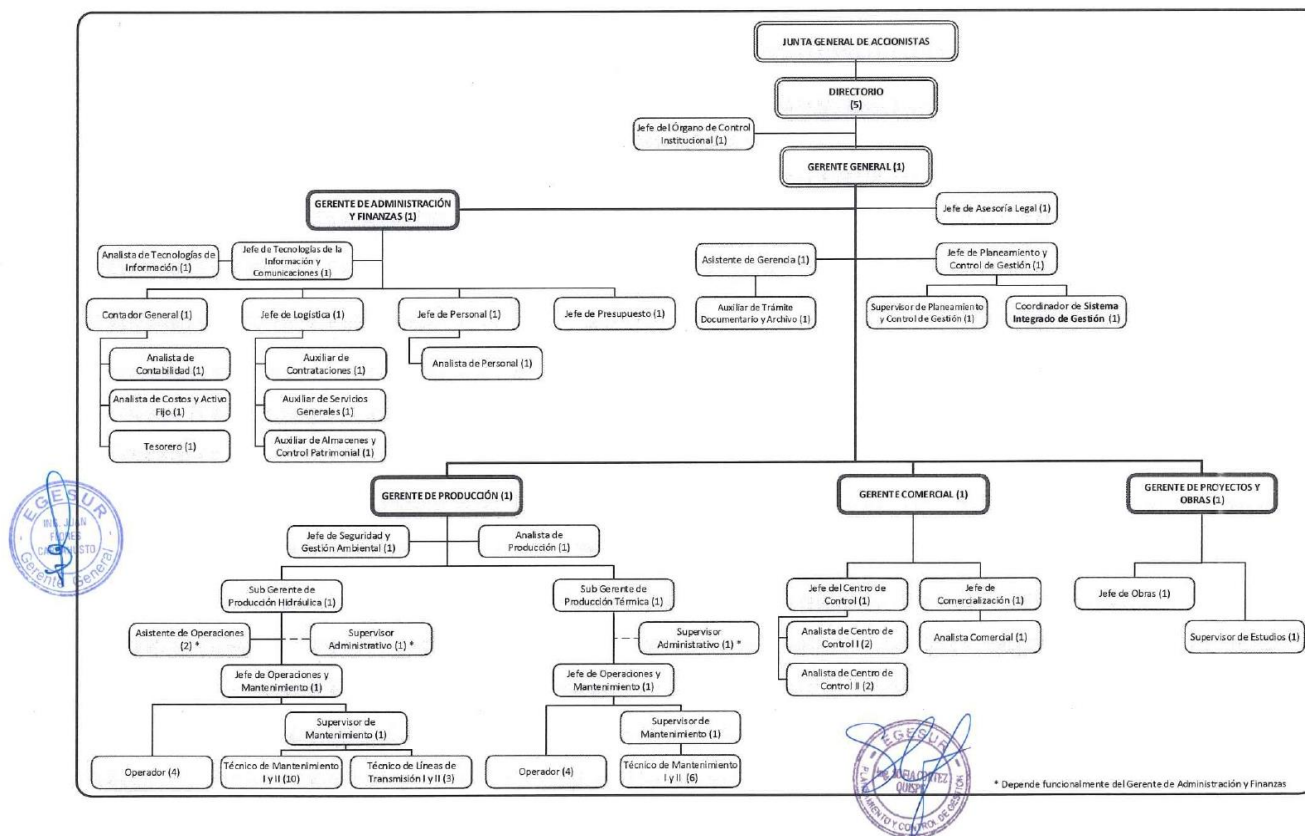 JUNTA GENERAL DE ACCIONISTAS
DIRECTORIO
(5)
Jefe del Órgano de Control
Institucional (1)
GERENTE GENERAL (1)
GERENTE DE ADMINISTRACIÓN
Y FINANZAS (1)
Jefe de Asesoría Legal (1)
Analista de Tecnologías de
Información (1)
Jefe de Tecnologías de la
Información y
Comunicaciones (1)
Asistente de Gerencia (1)
Jefe de Planeamiento y
Control de Gestión (1)
Contador General (1)
Jefe de Logística (1)
Jefe de Personal (1)
Jefe de Presupuesto (1)
Auxiliar de Trámite
Documentario y Archivo (1)
Supervisor de Planeamiento
y Control de Gestión (1)
Coordinador de Sistema
Integrado de Gestión (1)
Analista de
Contabilidad (1)
Auxiliar de
Contrataciones (1)
Analista de Personal (1)
Analista de Costos y Activo
Fijo (1)
Auxiliar de Servicios
Generales (1)
Tesorero (1)
Auxiliar de Almacenes y
Control Patrimonial (1)
GERENTE DE PRODUCCIÓN (1)
GERENTE COMERCIAL (1)
GERENTE DE PROYECTOS Y
OBRAS (1)
Jefe de Seguridad y
Gestión Ambiental (1)
Analista de
Producción (1)
Sub Gerente de
Producción Hidráulica (1)
Sub Gerente de
Producción Térmica (1)
Jefe del Centro de
Control (1)
Jefe de
Comercialización (1)
Jefe de Obras (1)
Asistente de Operaciones
(2) *
Supervisor
Administrativo (1) *
Supervisor
Administrativo (1) *
Analista de Centro de
Control I (2)
Analista Comercial (1)
Supervisor de Estudios (1)
Jefe de Operaciones y
Mantenimiento (1)
Jefe de Operaciones y
Mantenimiento (1)
Analista de Centro de
Control II (2)
Supervisor de
Mantenimiento (1)
Supervisor de
Mantenimiento (1)
Operador (4)
Técnico de Mantenimiento
I y II (10)
Técnico de Líneas de
Transmisión I y II (3)
Operador (4)
Técnico de Mantenimiento
I y II (6)
* Depende funcionalmente del Gerente de Administración y Finanzas
EGESUR
ING. JUAN
FLORES
Gerente General
EGESUR
QUISPE
PLANEAMIENTO Y CONTROL DE GESTIÓN